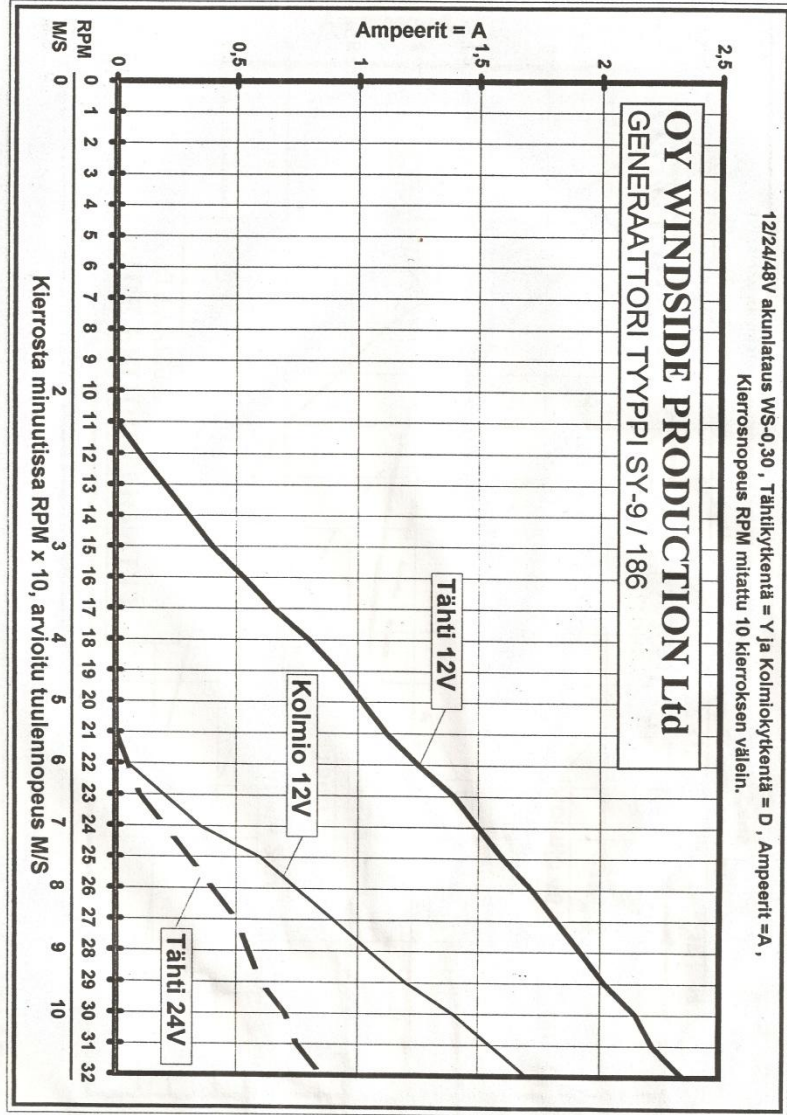 12/24/48V akunlataus WS-0,30 , Tähtikytkentä = Y ja Kolmiokytkentä = D , Ampeerit =A ,
Kierrosnopeus RPM mitattu 10 kierroksen välein.
OY WINDSIDE PRODUCTION Ltd
GENERAATTORI TYYPPI SY-9 / 186
Ampeerit = A
2,5
2
1,5
1
0,5
0
Tähti 12V
Kolmio 12V
Tähti 24V
RPM 0 1 2 3 4 5 6 7 8 9 10 11 12 13 14 15 16 17 18 19 20 21 22 23 24 25 26 27 28 29 30 31 32
M/S 0 2 3 4 5 6 7 8 9 10
Kierrosta minuutissa RPM x 10, arvioitu tuulennopeus M/S